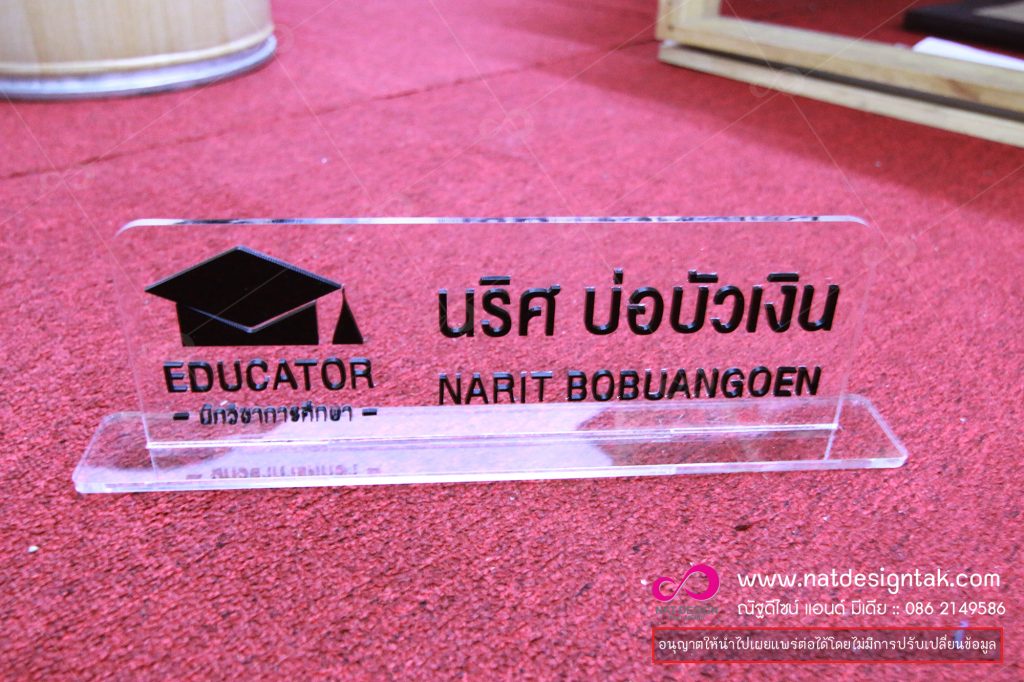 EDUCATOR
- นักวิชาการศึกษา -
นริศ บ่อบัวเงิน
NARIT BOBUANGOEN
www.natdesigntak.com
ณัฐดีไซน์ แอนด์ มีเดีย :: 086 2149586
อนุญาตให้นำไปเผยแพร่ต่อได้โดยไม่มีการปรับเปลี่ยนข้อมูล